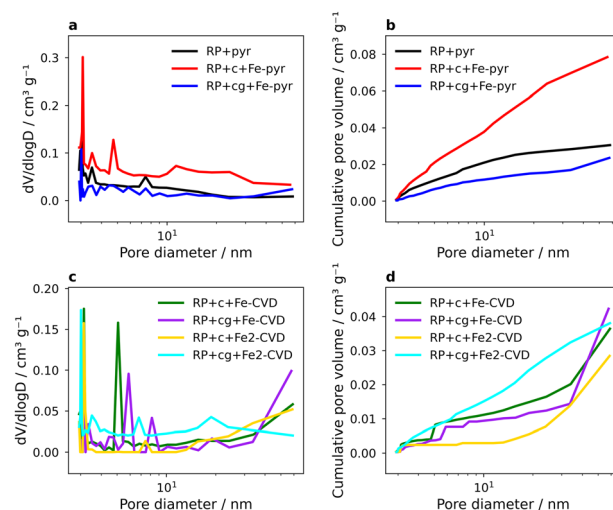 a
dV/dlogD / cm³ g⁻¹
0.3
0.2
0.1
0.0
RP+pyr
RP+c+Fe-pyr
RP+cg+Fe-pyr
10¹
Pore diameter / nm
b
Cumulative pore volume / cm³ g⁻¹
0.08
0.06
0.04
0.02
0.00
RP+pyr
RP+c+Fe-pyr
RP+cg+Fe-pyr
10¹
Pore diameter / nm
c
dV/dlogD / cm³ g⁻¹
0.20
0.15
0.10
0.05
0.00
RP+c+Fe-CVD
RP+cg+Fe-CVD
RP+c+Fe2-CVD
RP+cg+Fe2-CVD
10¹
Pore diameter / nm
d
Cumulative pore volume / cm³ g⁻¹
0.04
0.03
0.02
0.01
0.00
RP+c+Fe-CVD
RP+cg+Fe-CVD
RP+c+Fe2-CVD
RP+cg+Fe2-CVD
10¹
Pore diameter / nm